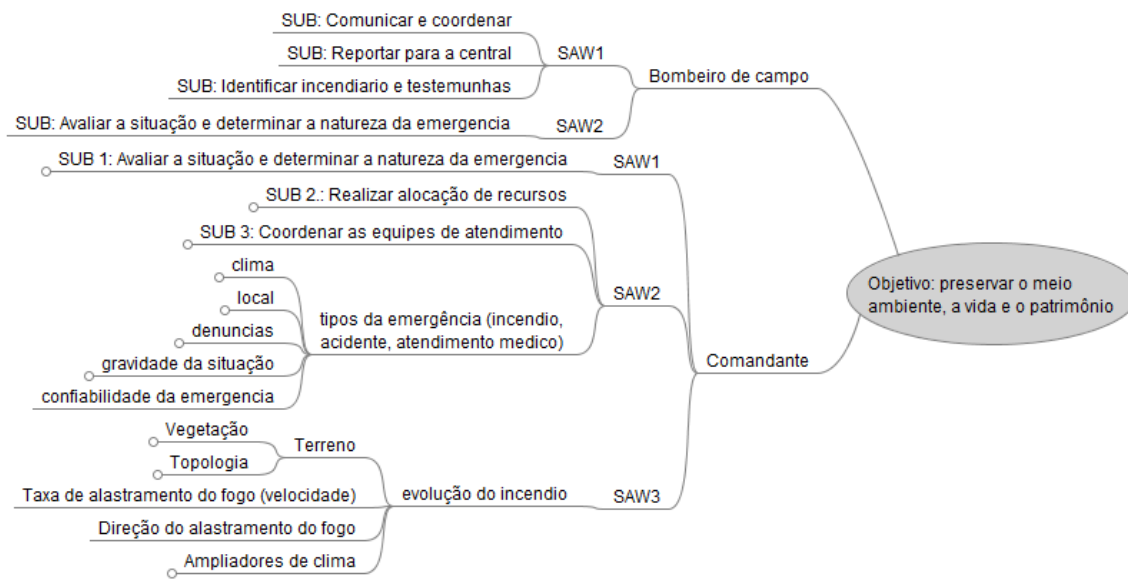 SUB: Comunicar e coordenar
SUB: Reportar para a central
SAW1
SUB: Identificar incendiario e testemunhas
Bombeiro de campo
SUB: Avaliar a situação e determinar a natureza da emergencia
SAW2
SUB 1: Avaliar a situação e determinar a natureza da emergencia
SAW1
SUB 2.: Realizar alocação de recursos
SUB 3: Coordenar as equipes de atendimento
clima
local
denuncias
gravidade da situação
confiabilidade da emergencia
tipos da emergência (incendio,
acidente, atendimento medico)
SAW2
Objetivo: preservar o meio
ambiente, a vida e o patrimônio
Comandante
Vegetação
Topologia
Terreno
Taxa de alastramento do fogo (velocidade)
Direção do alastramento do fogo
Ampliadores de clima
evolução do incendio
SAW3